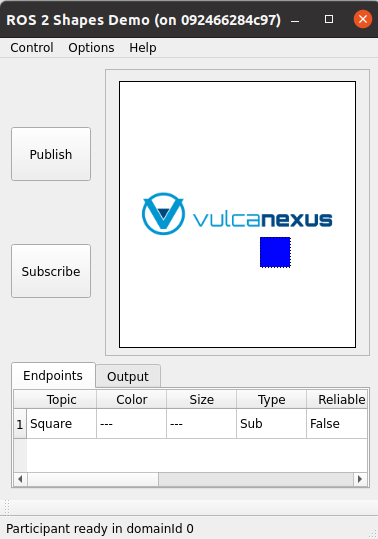 ROS 2 Shapes Demo (on 092466284c97)
Control Options Help
Publish
vulcanexus
Subscribe
Endpoints Output
Topic Color Size Type Reliable
1 Square --- --- Sub False
Participant ready in domainId 0